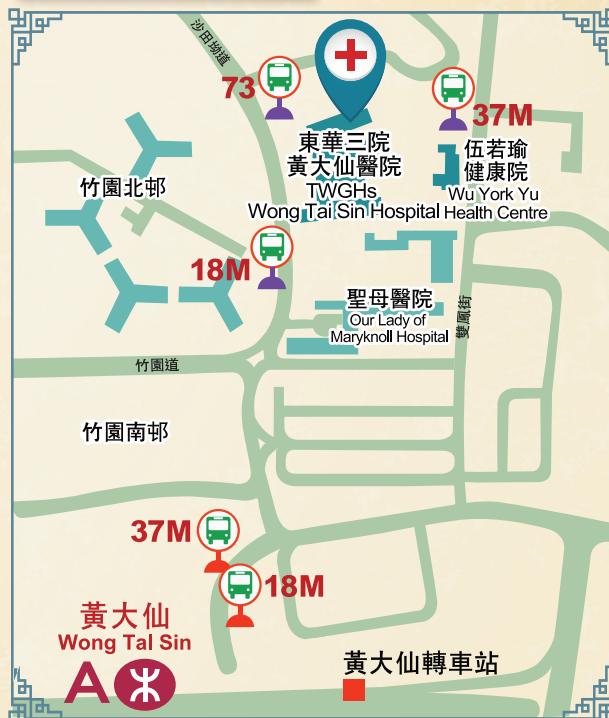 沙田坳道
73
37M
東華三院
黃大仙醫院
TWGHs
Wong Tai Sin Hospital
伍若瑜
健康院
Wu York Yu
Health Centre
竹園北邨
18M
聖母醫院
Our Lady of
Maryknoll Hospital
雙鳳街
竹園道
竹園南邨
37M
18M
黃大仙
Wong Tai Sin
A
黃大仙轉車站